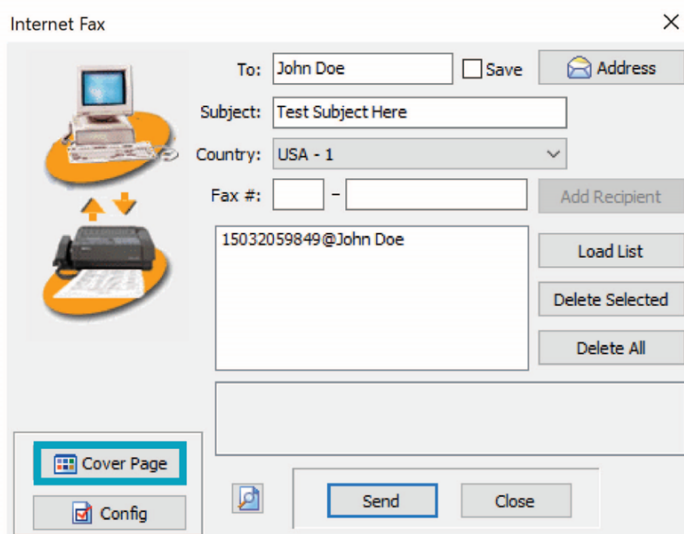 Internet Fax
To: John Doe Save Address
Subject: Test Subject Here
Country: USA - 1
Fax #: - Add Recipient
15032059849@John Doe
Load List
Delete Selected
Delete All
Cover Page
Config
Send Close